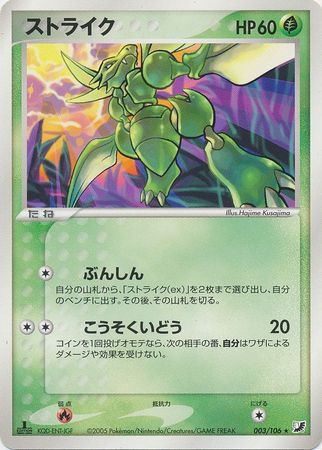 ストライク HP60
たね
Illus.Hajime Kusajima
ぶんしん
自分の山札から、「ストライク(ex)」を2枚まで選び出し、自分
のベンチに出す。その後、その山札を切る。
こうそくいどう 20
コインを1回投げオモテなら、次の相手の番、自分はワザによ
るダメージや効果を受けない。
弱点 抵抗力 にげる
1 EDITION KQD-ENT-JGF ©2005 Pokémon/Nintendo/Creatures/GAME FREAK 003/106 ★